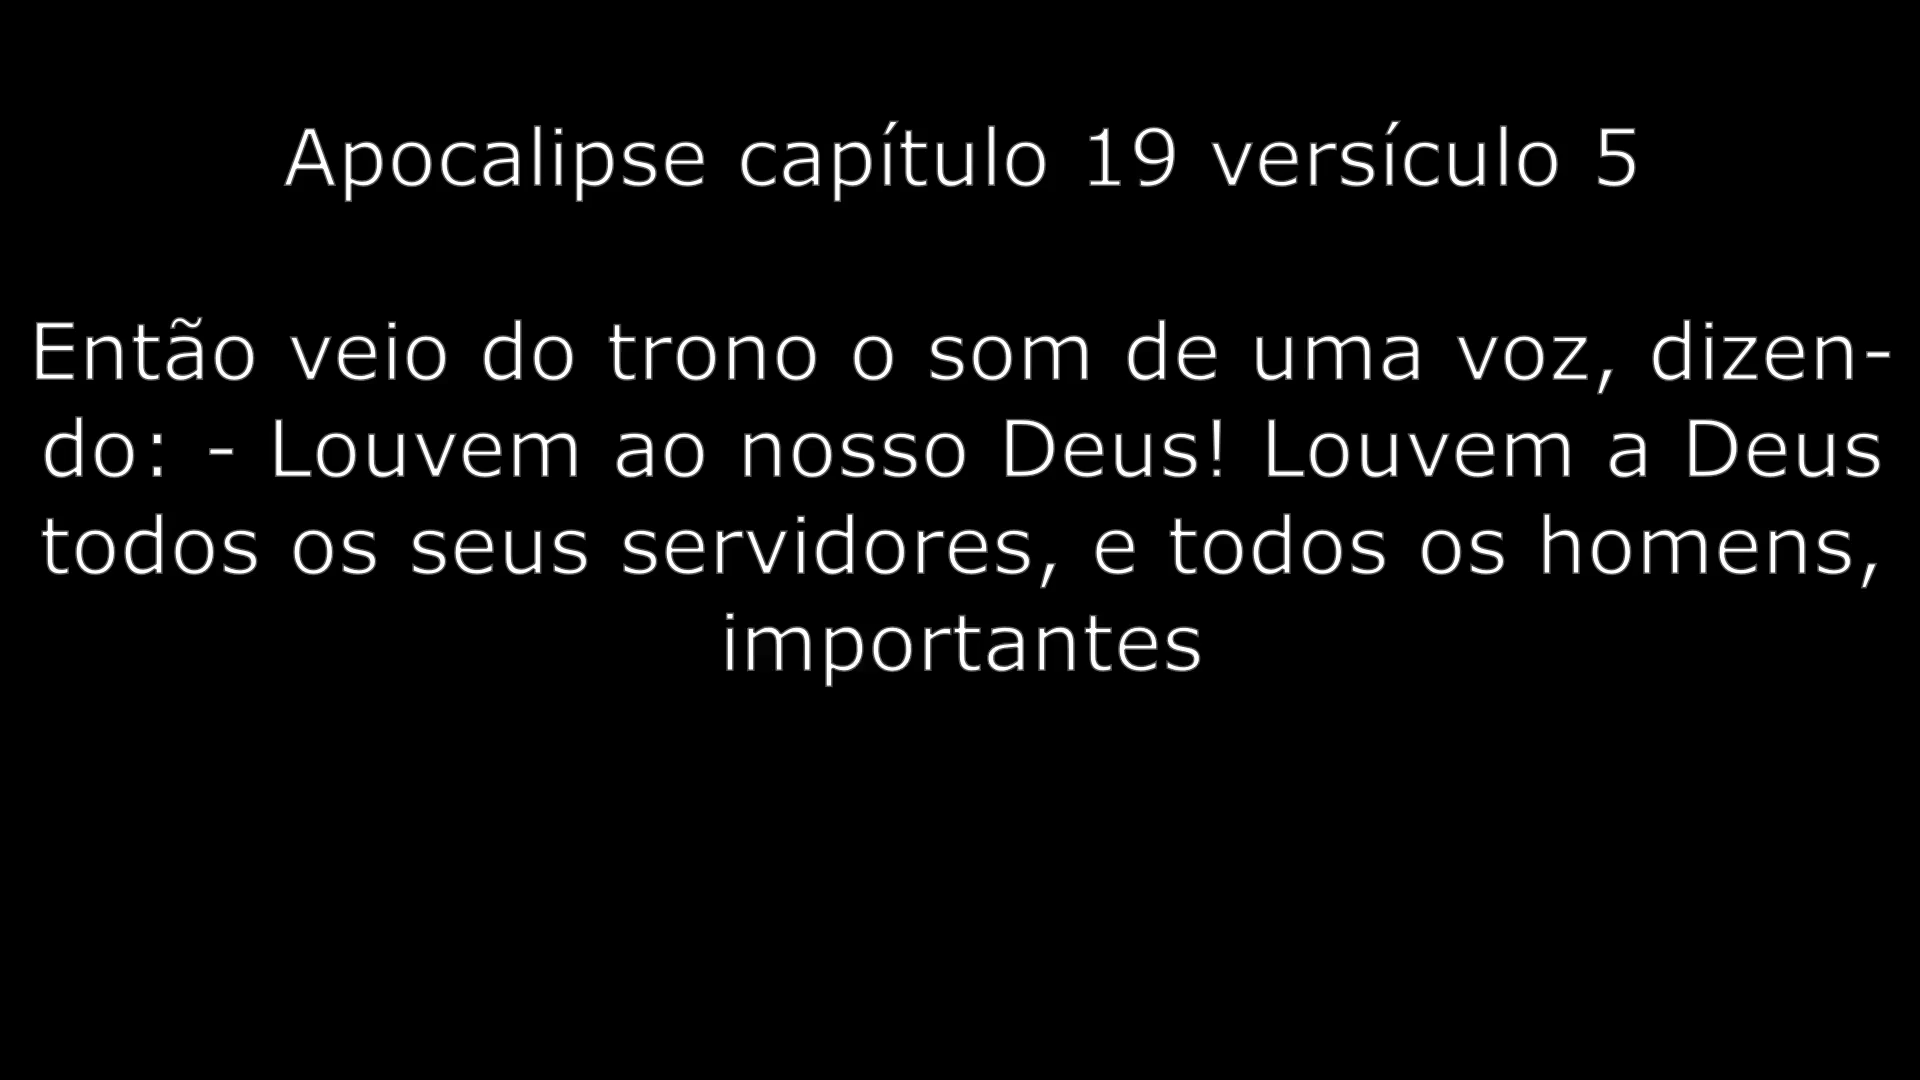 Apocalipse capítulo 19 versículo 5
Então veio do trono o som de uma voz, dizen-
do: - Louvem ao nosso Deus! Louvem a Deus
todos os seus servidores, e todos os homens,
importantes